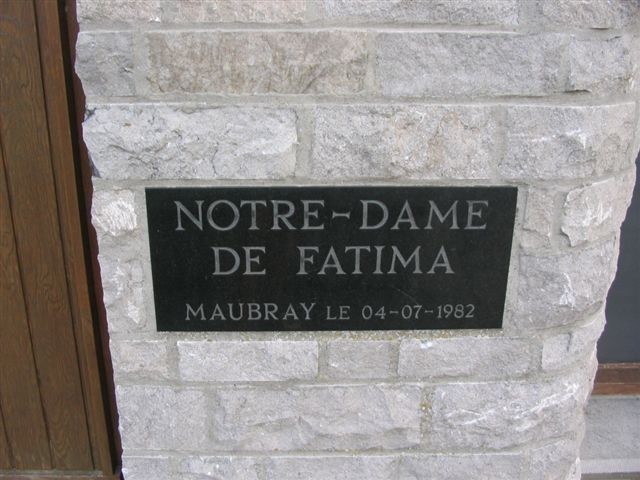 NOTRE-DAME
DE FATIMA
MAUBRAY LE 04-07-1982